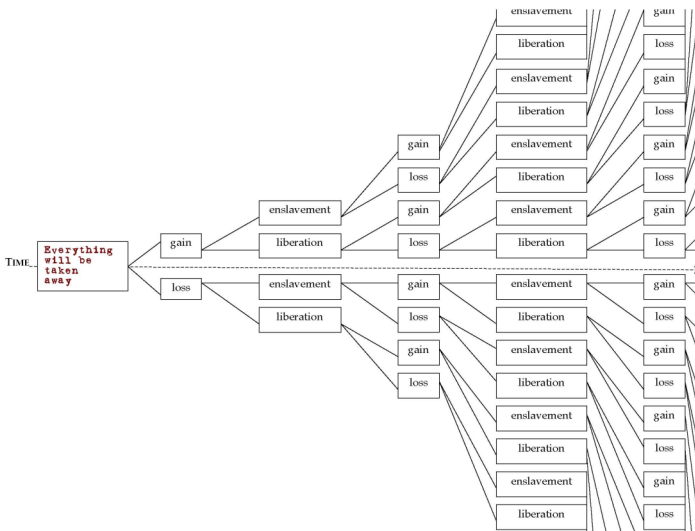 TIME
Everything
will be
taken
away
gain
loss
enslavement
liberation
enslavement
liberation
gain
loss
gain
loss
gain
loss
gain
loss
enslavement
liberation
enslavement
liberation
enslavement
liberation
enslavement
liberation
enslavement
liberation
enslavement
liberation
enslavement
liberation
enslavement
liberation
gain
loss
gain
loss
gain
loss
gain
loss
gain
loss
gain
loss
gain
loss
gain
loss